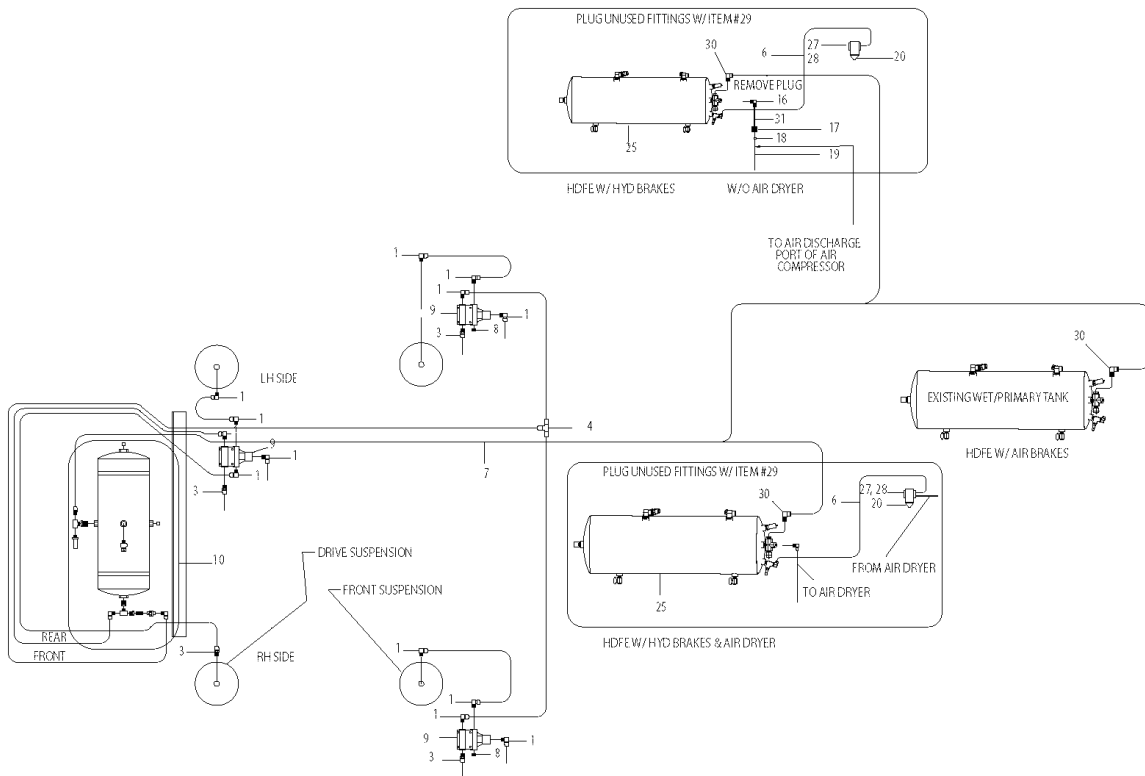 PLUG UNUSED FITTINGS W/ ITEM #29
30
6
27
28
20
REMOVE PLUG
16
31
17
18
19
25
HDFE W/ HYD BRAKES
W/O AIR DRYER
TO AIR DISCHARGE
PORT OF AIR
COMPRESSOR
1
1
1
9
1
3
8
30
EXISTING WET/PRIMARY TANK
HDFE W/ AIR BRAKES
LH SIDE
1
1
4
9
1
1
7
3
PLUG UNUSED FITTINGS W/ ITEM #29
30
6
27, 28
20
FROM AIR DRYER
TO AIR DRYER
25
HDFE W/ HYD BRAKES & AIR DRYER
10
DRIVE SUSPENSION
FRONT SUSPENSION
REAR
FRONT
3
RH SIDE
1
1
1
9
1
3
8